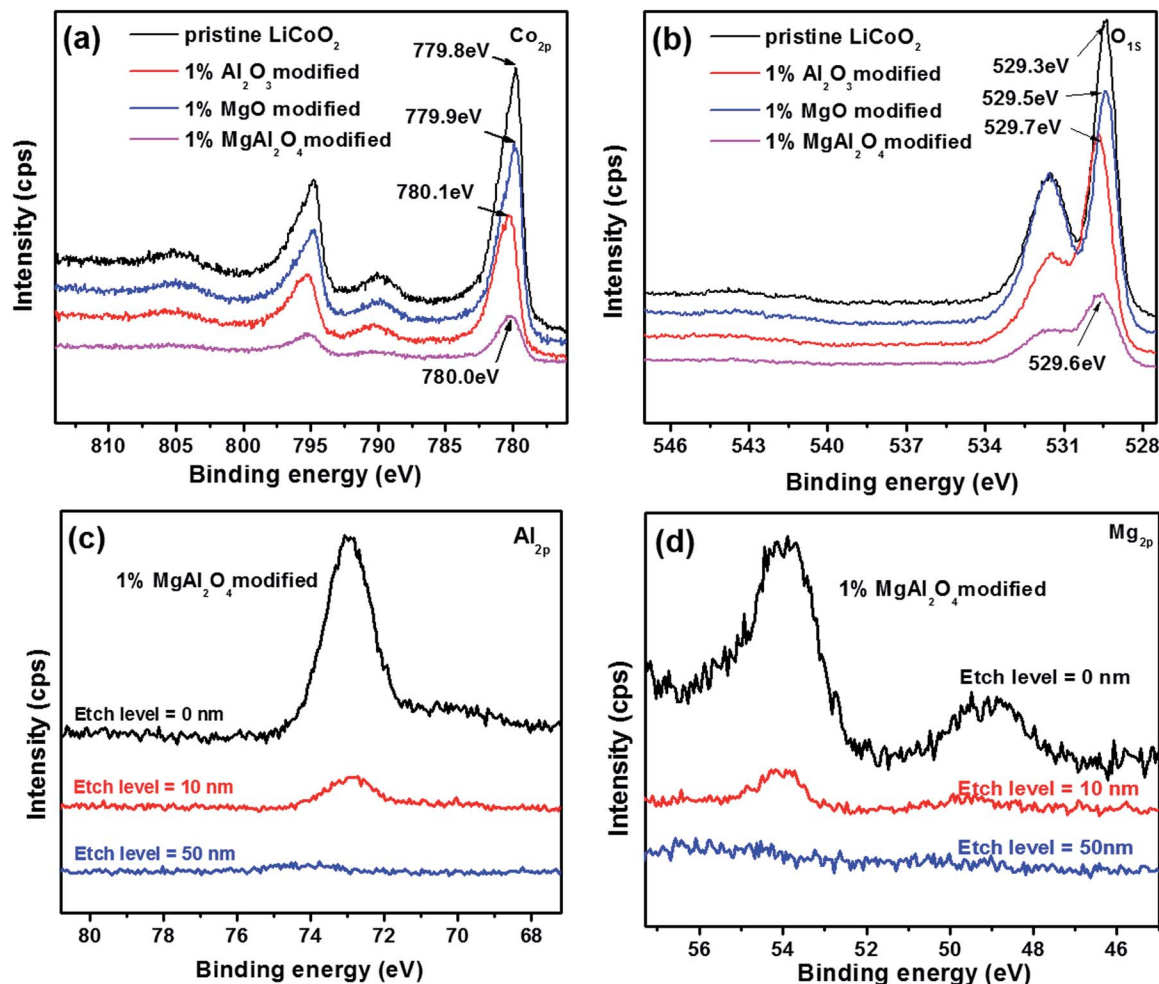 (a)
pristine LiCoO₂
1% Al₂O₃ modified
1% MgO modified
1% MgAl₂O₄ modified
Co₂ₚ
779.8eV
779.9eV
780.1eV
780.0eV
Intensity (cps)
810 805 800 795 790 785 780
Binding energy (eV)
(b)
pristine LiCoO₂
1% Al₂O₃ modified
1% MgO modified
1% MgAl₂O₄ modified
O₁S
529.3eV
529.5eV
529.7eV
529.6eV
Intensity (cps)
546 543 540 537 534 531 528
Binding energy (eV)
(c)
Al₂ₚ
1% MgAl₂O₄ modified
Etch level = 0 nm
Etch level = 10 nm
Etch level = 50 nm
Intensity (cps)
80 78 76 74 72 70 68
Binding energy (eV)
(d)
Mg₂ₚ
1% MgAl₂O₄ modified
Etch level = 0 nm
Etch level = 10 nm
Etch level = 50nm
Intensity (cps)
56 54 52 50 48 46
Binding energy (eV)